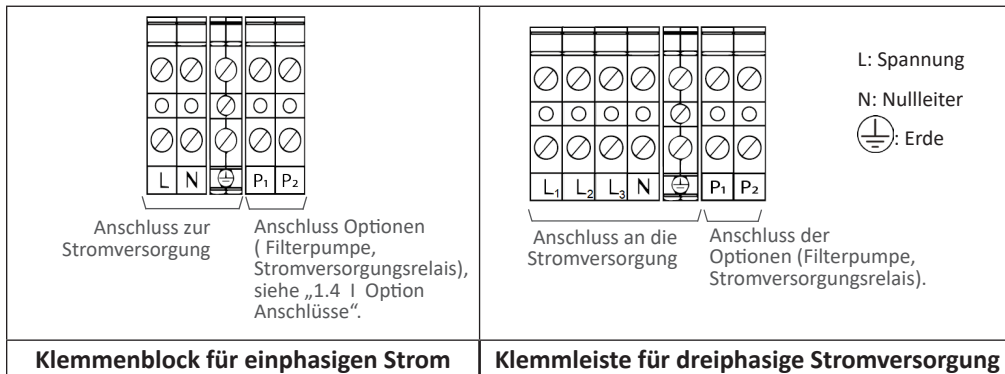 L N P₁ P₂
Anschluss zur
Stromversorgung
Anschluss Optionen
( Filterpumpe,
Stromversorgungsrelais),
siehe „1.4 I Option
Anschlüsse“.
Klemmenblock für einphasigen Strom
L₁ L₂ L₃ N P₁ P₂
Anschluss an die
Stromversorgung
Anschluss der
Optionen (Filterpumpe,
Stromversorgungsrelais).
L: Spannung
N: Nullleiter
: Erde
Klemmleiste für dreiphasige Stromversorgung